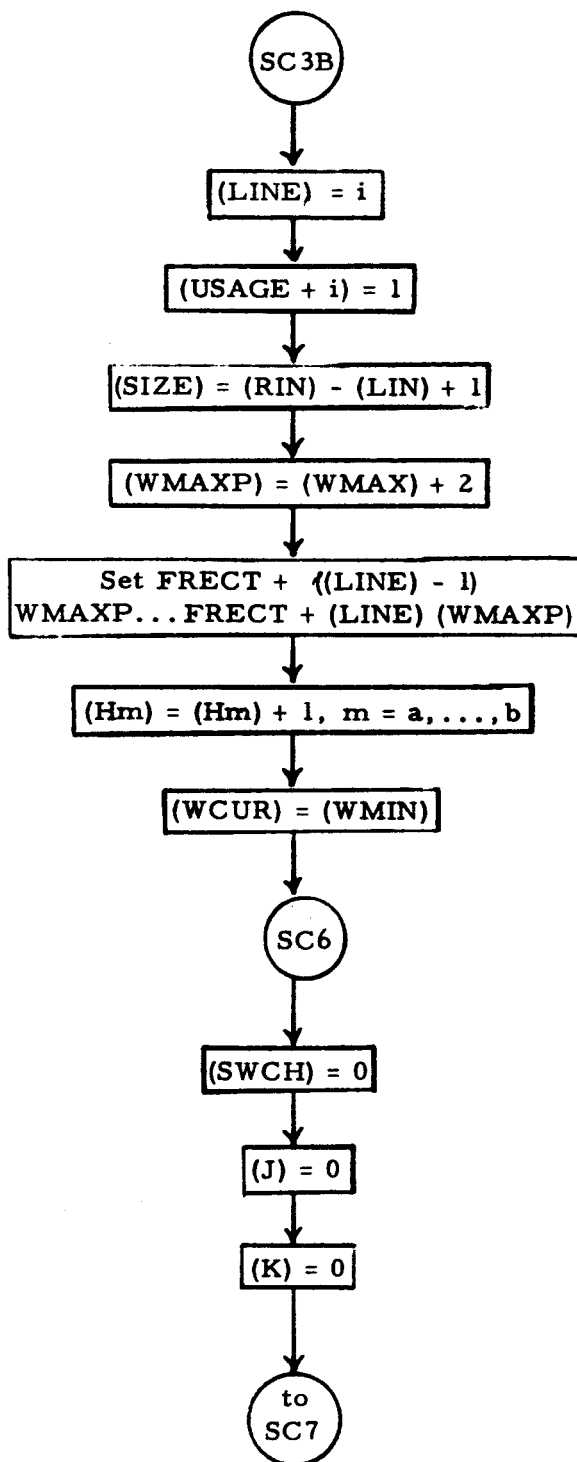 SC3B
(LINE) = i
(USAGE + i) = 1
(SIZE) = (RIN) - (LIN) + 1
(WMAXP) = (WMAX) + 2
Set FRECT + ((LINE) - 1)
WMAXP...FRECT + (LINE) (WMAXP)
(Hm) = (Hm) + 1, m = a,...,b
(WCUR) = (WMIN)
SC6
(SWCH) = 0
(J) = 0
(K) = 0
to
SC7